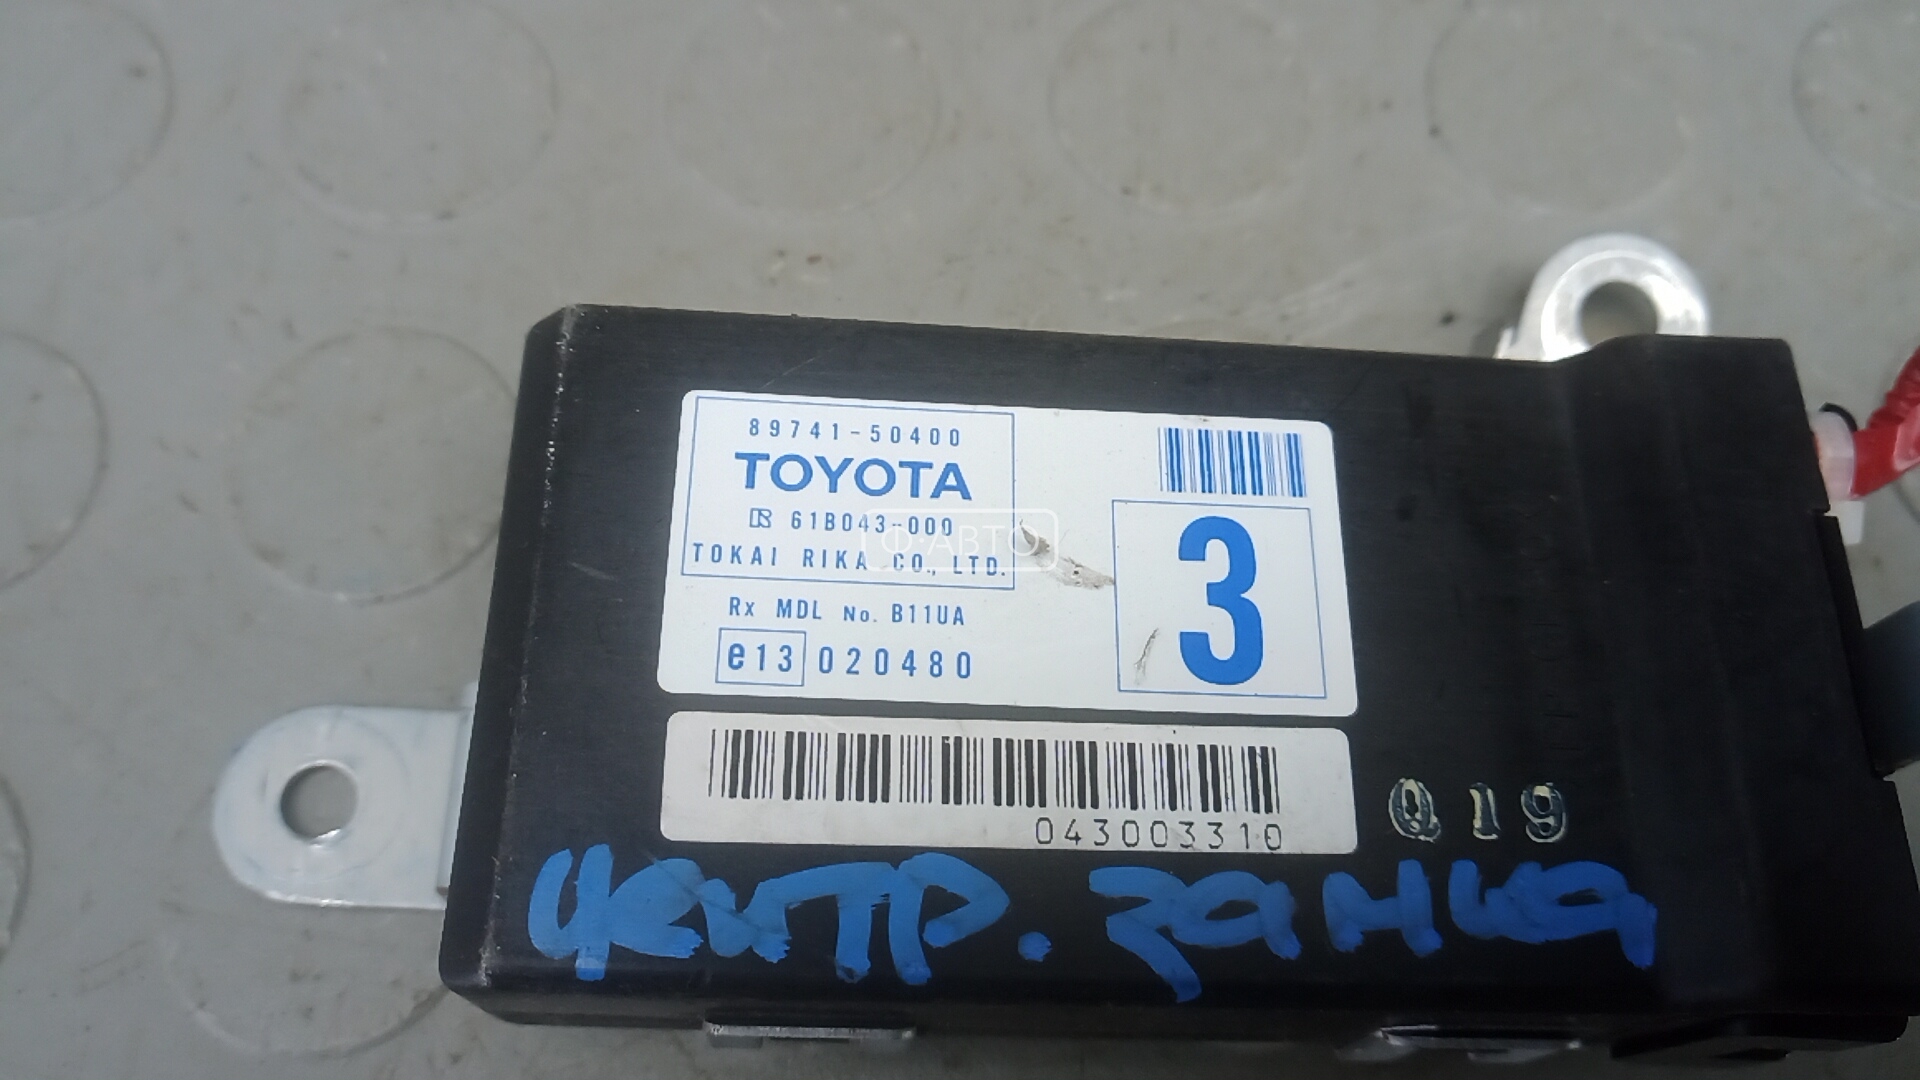 89741-50400
TOYOTA
61B043-000
TOKAI RIKA CO., LTD.
Rx MDL No. B11UA
e13 020480
3
Ф·АВТО
043003310
Q19
центр. замка